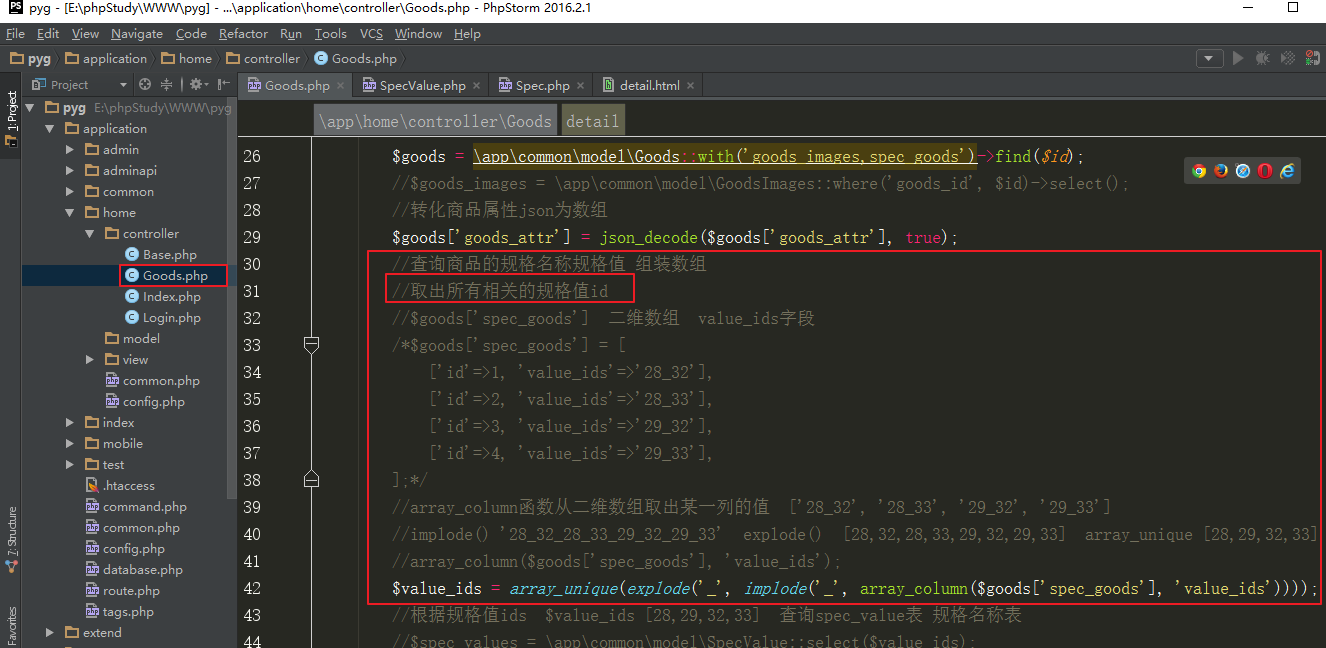 pyg - [E:\phpStudy\WWW\pyg] - ...\application\home\controller\Goods.php - PhpStorm 2016.2.1
File Edit View Navigate Code Refactor Run Tools VCS Window Help
pyg application home controller Goods.php
Project
Goods.php SpecValue.php Spec.php detail.html
1: Project
7: Structure
Favorites
pyg E:\phpStudy\WWW\pyg
application
admin
adminapi
common
home
controller
Base.php
Goods.php
Index.php
Login.php
model
view
common.php
config.php
index
mobile
test
.htaccess
command.php
common.php
config.php
database.php
route.php
tags.php
extend
\app\home\controller\Goods detail
26 $goods = \app\common\model\Goods::with('goods_images,spec_goods')->find($id);
27 //$goods_images = \app\common\model\GoodsImages::where('goods_id', $id)->select();
28 //转化商品属性json为数组
29 $goods['goods_attr'] = json_decode($goods['goods_attr'], true);
30 //查询商品的规格名称规格值 组装数组
31 //取出所有相关的规格值id
32 //$goods['spec_goods'] 二维数组 value_ids字段
33 /*$goods['spec_goods'] = [
34 ['id'=>1, 'value_ids'=>'28_32'],
35 ['id'=>2, 'value_ids'=>'28_33'],
36 ['id'=>3, 'value_ids'=>'29_32'],
37 ['id'=>4, 'value_ids'=>'29_33'],
38 ];*/
39 //array_column函数从二维数组取出某一列的值 ['28_32', '28_33', '29_32', '29_33']
40 //implode() '28_32_28_33_29_32_29_33' explode() [28,32,28,33,29,32,29,33] array_unique [28,29,32,33]
41 //array_column($goods['spec_goods'], 'value_ids');
42 $value_ids = array_unique(explode('_', implode('_', array_column($goods['spec_goods'], 'value_ids'))));
43 //根据规格值ids $value_ids [28,29,32,33] 查询spec_value表 规格名称表
44 //$spec_values = \app\common\model\SpecValue::select($value_ids);